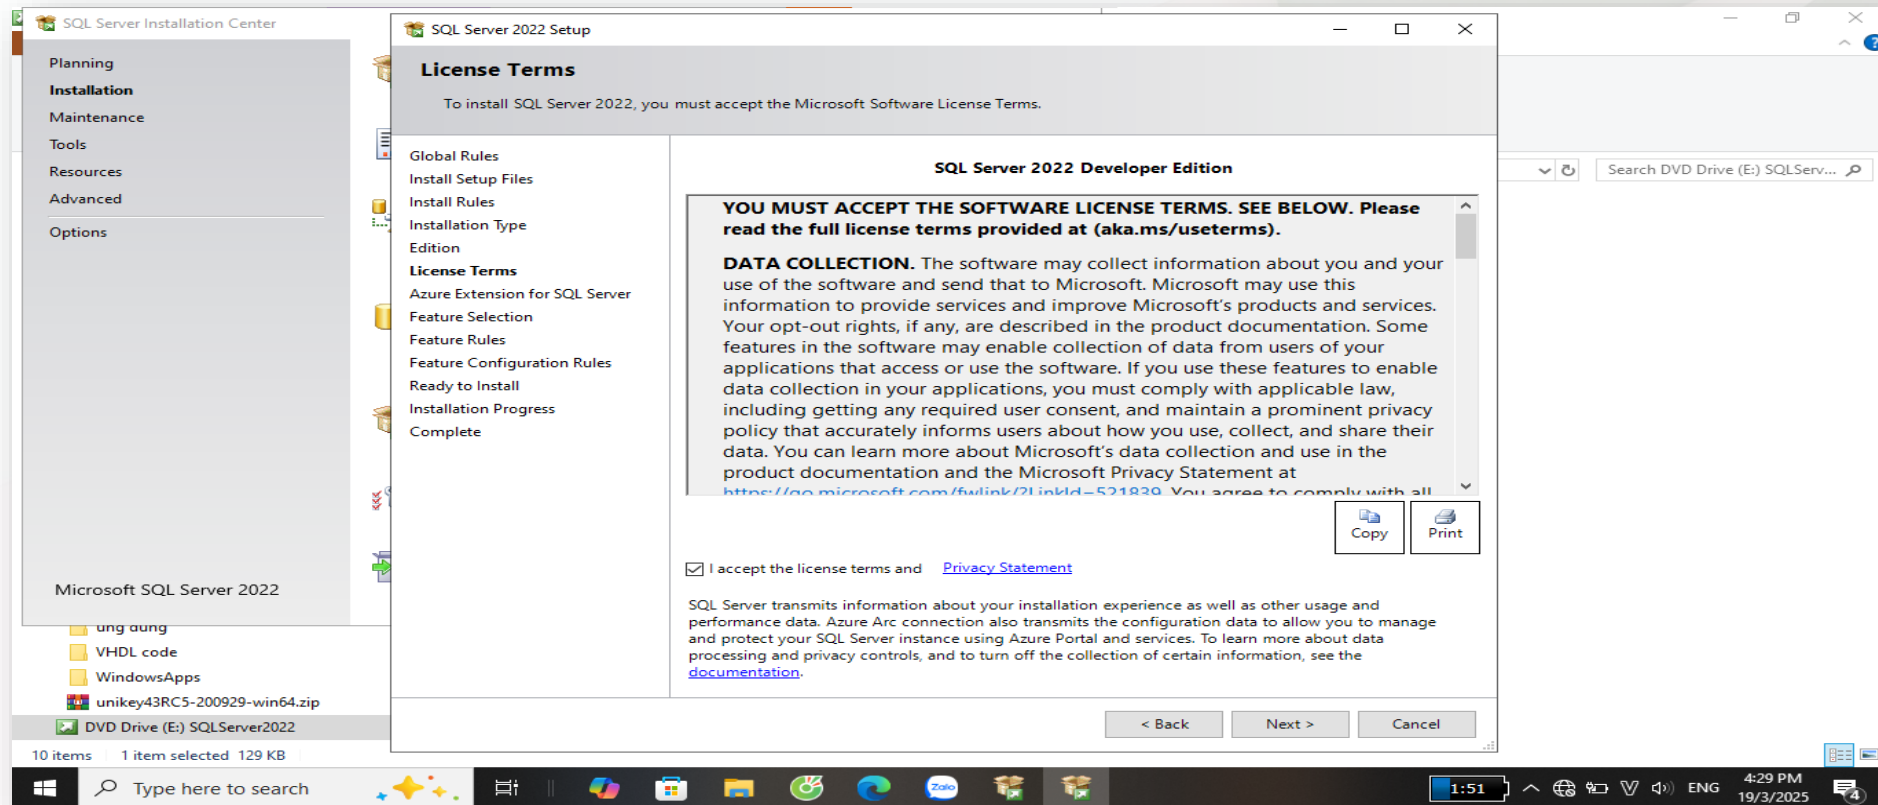 SQL Server Installation Center
Planning
Installation
Maintenance
Tools
Resources
Advanced
Options
Microsoft SQL Server 2022
SQL Server 2022 Setup
License Terms
To install SQL Server 2022, you must accept the Microsoft Software License Terms.
Global Rules
Install Setup Files
Install Rules
Installation Type
Edition
License Terms
Azure Extension for SQL Server
Feature Selection
Feature Rules
Feature Configuration Rules
Ready to Install
Installation Progress
Complete
SQL Server 2022 Developer Edition
YOU MUST ACCEPT THE SOFTWARE LICENSE TERMS. SEE BELOW. Please
read the full license terms provided at (aka.ms/useterms).
DATA COLLECTION. The software may collect information about you and your
use of the software and send that to Microsoft. Microsoft may use this
information to provide services and improve Microsoft's products and services.
Your opt-out rights, if any, are described in the product documentation. Some
features in the software may enable collection of data from users of your
applications that access or use the software. If you use these features to enable
data collection in your applications, you must comply with applicable law,
including getting any required user consent, and maintain a prominent privacy
policy that accurately informs users about how you use, collect, and share their
data. You can learn more about Microsoft's data collection and use in the
product documentation and the Microsoft Privacy Statement at
https://go.microsoft.com/fwlink/?LinkId=521839. You agree to comply with all
Copy
Print
I accept the license terms and Privacy Statement
SQL Server transmits information about your installation experience as well as other usage and
performance data. Azure Arc connection also transmits the configuration data to allow you to manage
and protect your SQL Server instance using Azure Portal and services. To learn more about data
processing and privacy controls, and to turn off the collection of certain information, see the
documentation.
< Back
Next >
Cancel
Search DVD Drive (E:) SQLServ...
ung dung
VHDL code
WindowsApps
unikey43RC5-200929-win64.zip
DVD Drive (E:) SQLServer2022
10 items 1 item selected 129 KB
Type here to search
Zalo
1:51
ENG
4:29 PM
19/3/2025
4